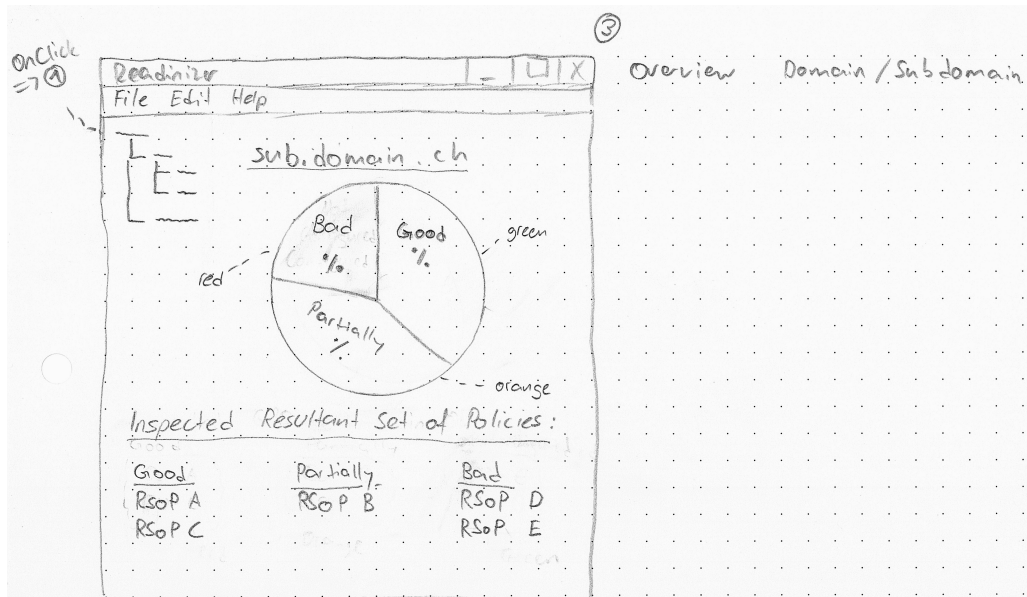 ③
OnClick
=> ①
Readinizer _ X
Overview Domain / Subdomain
File Edit Help
sub.domain.ch
Bad
%
Good
%
green
red
Partially
%
orange
Inspected Resultant Set of Policies:
Good Partially Bad
RSoP A RSoP B RSoP D
RSoP C RSoP E